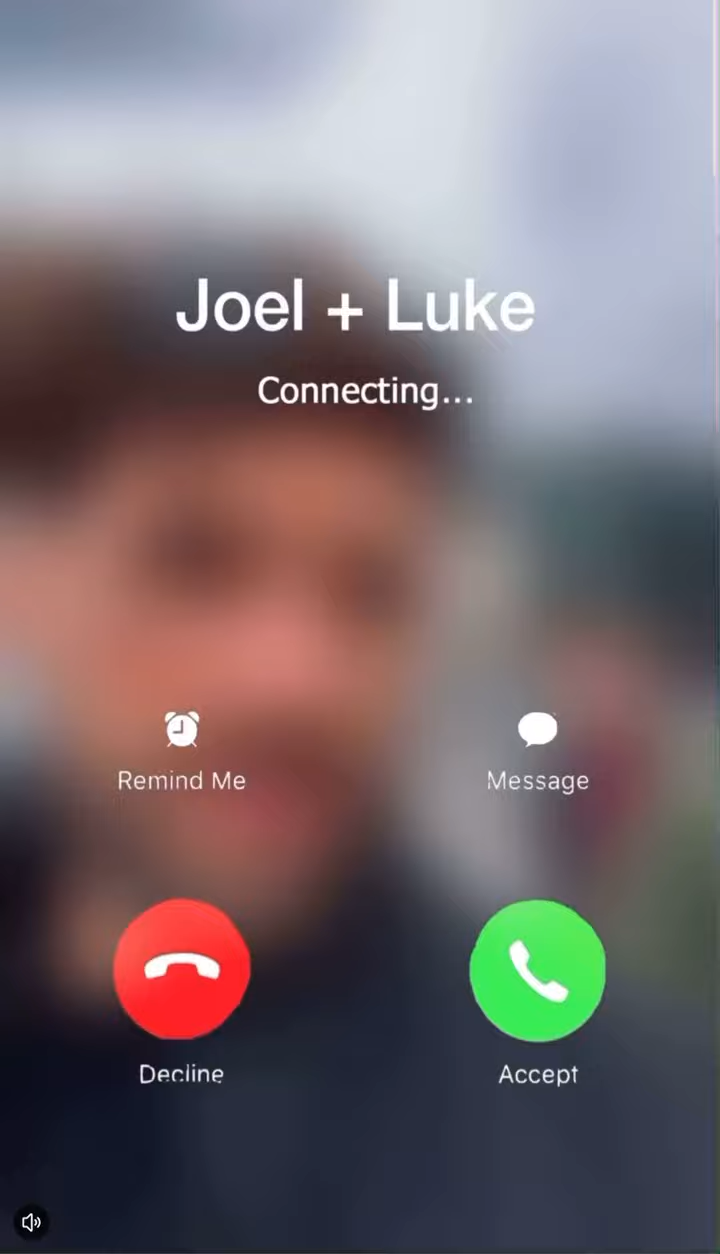 Joel + Luke
Connecting...
Remind Me
Message
Decline
Accept